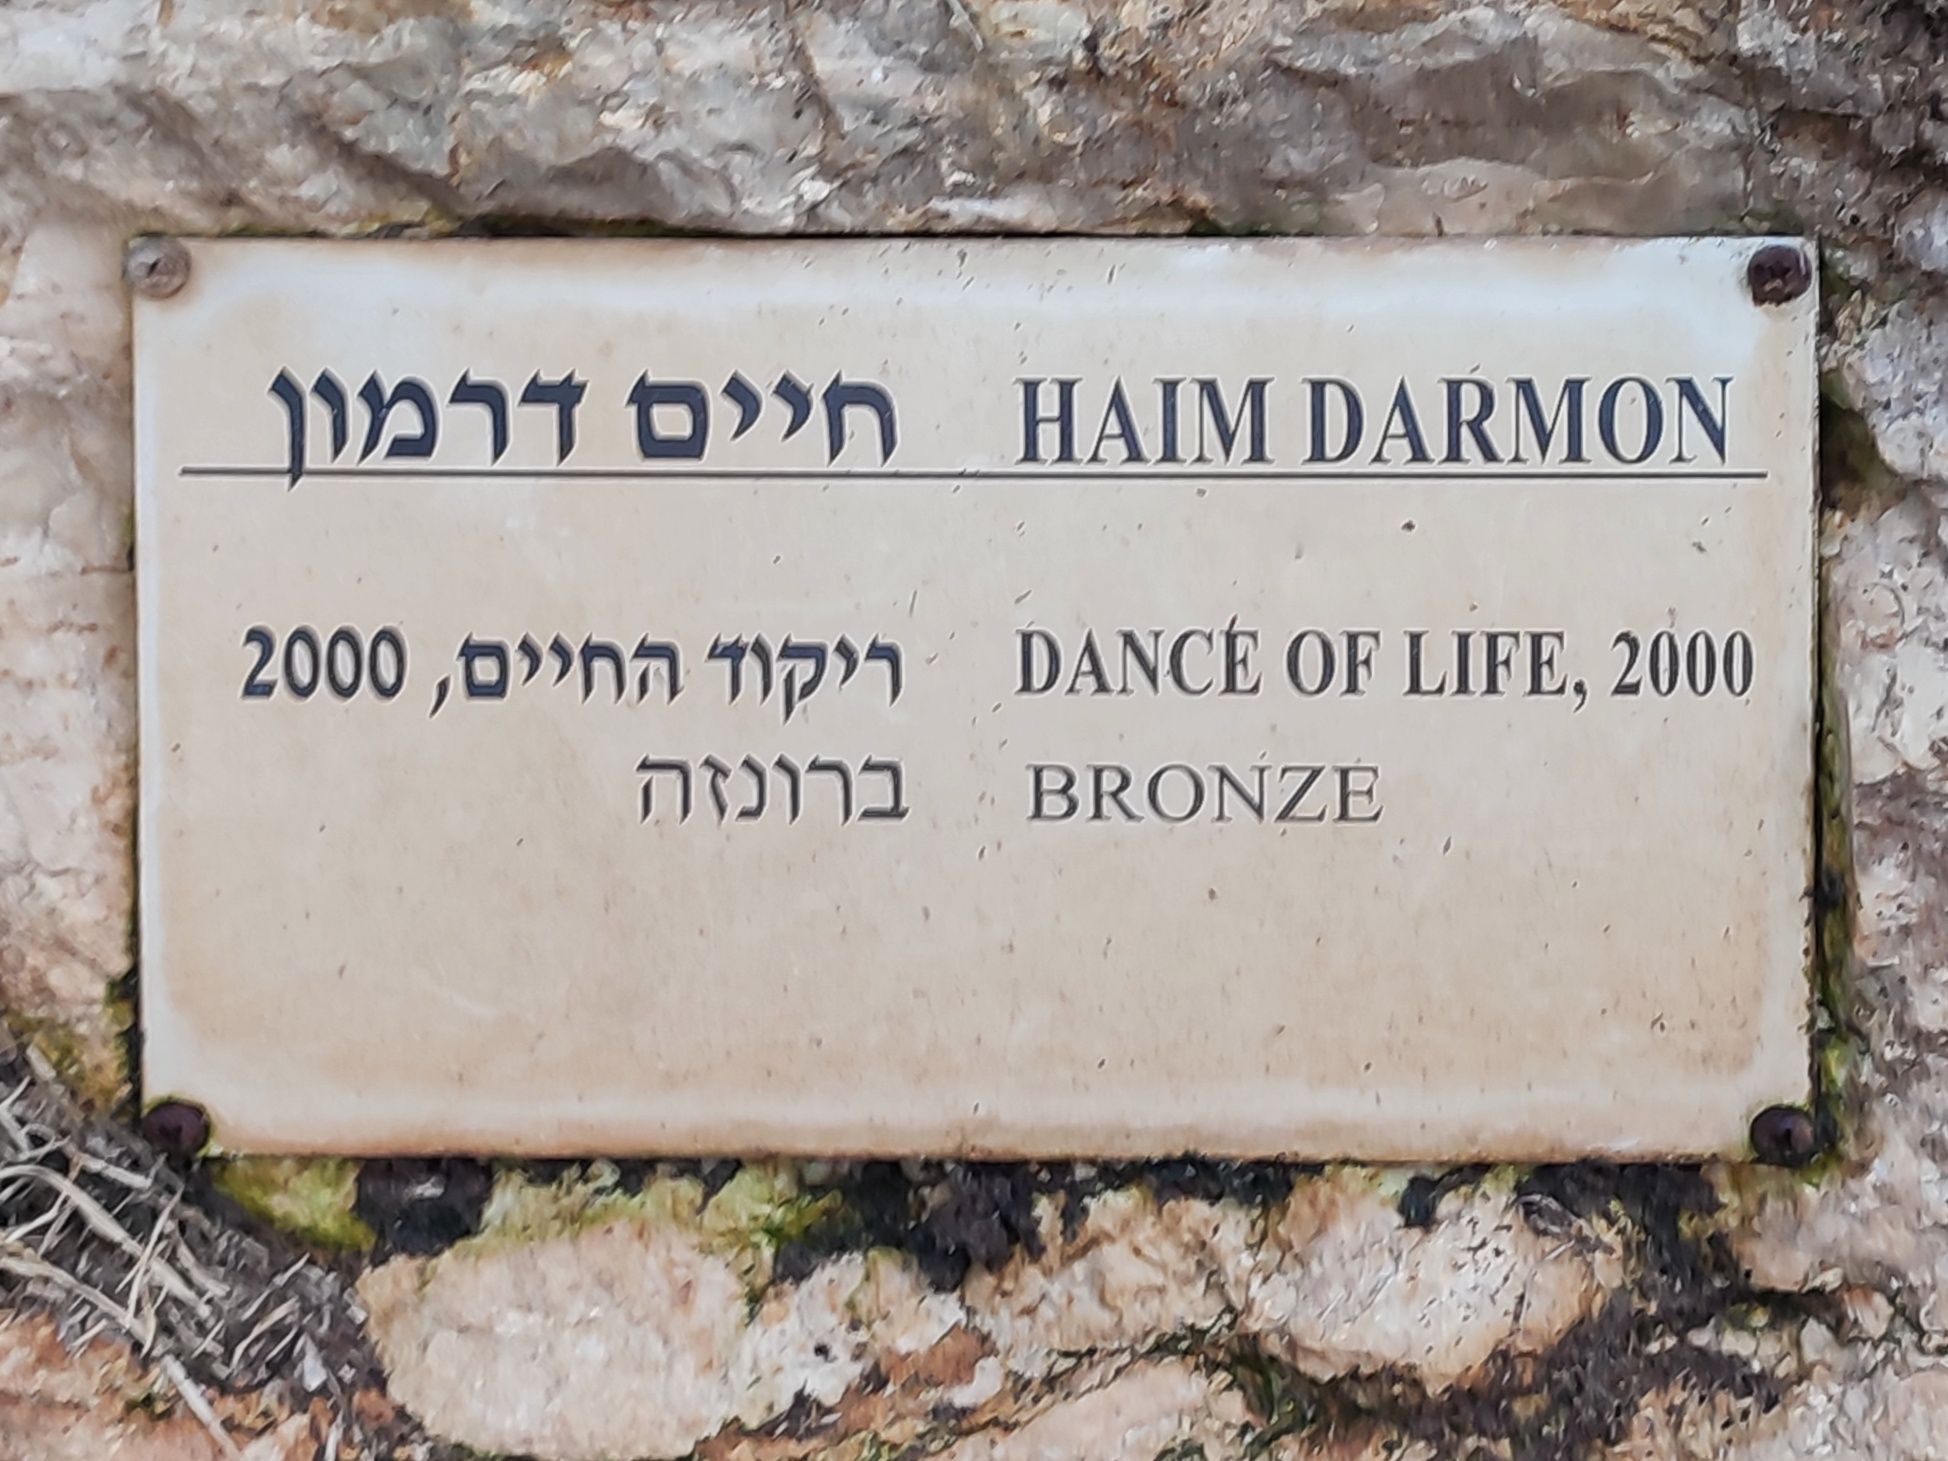 חיים דרמון HAIM DARMON
ריקוד החיים, 2000 DANCE OF LIFE, 2000
ברונזה BRONZE